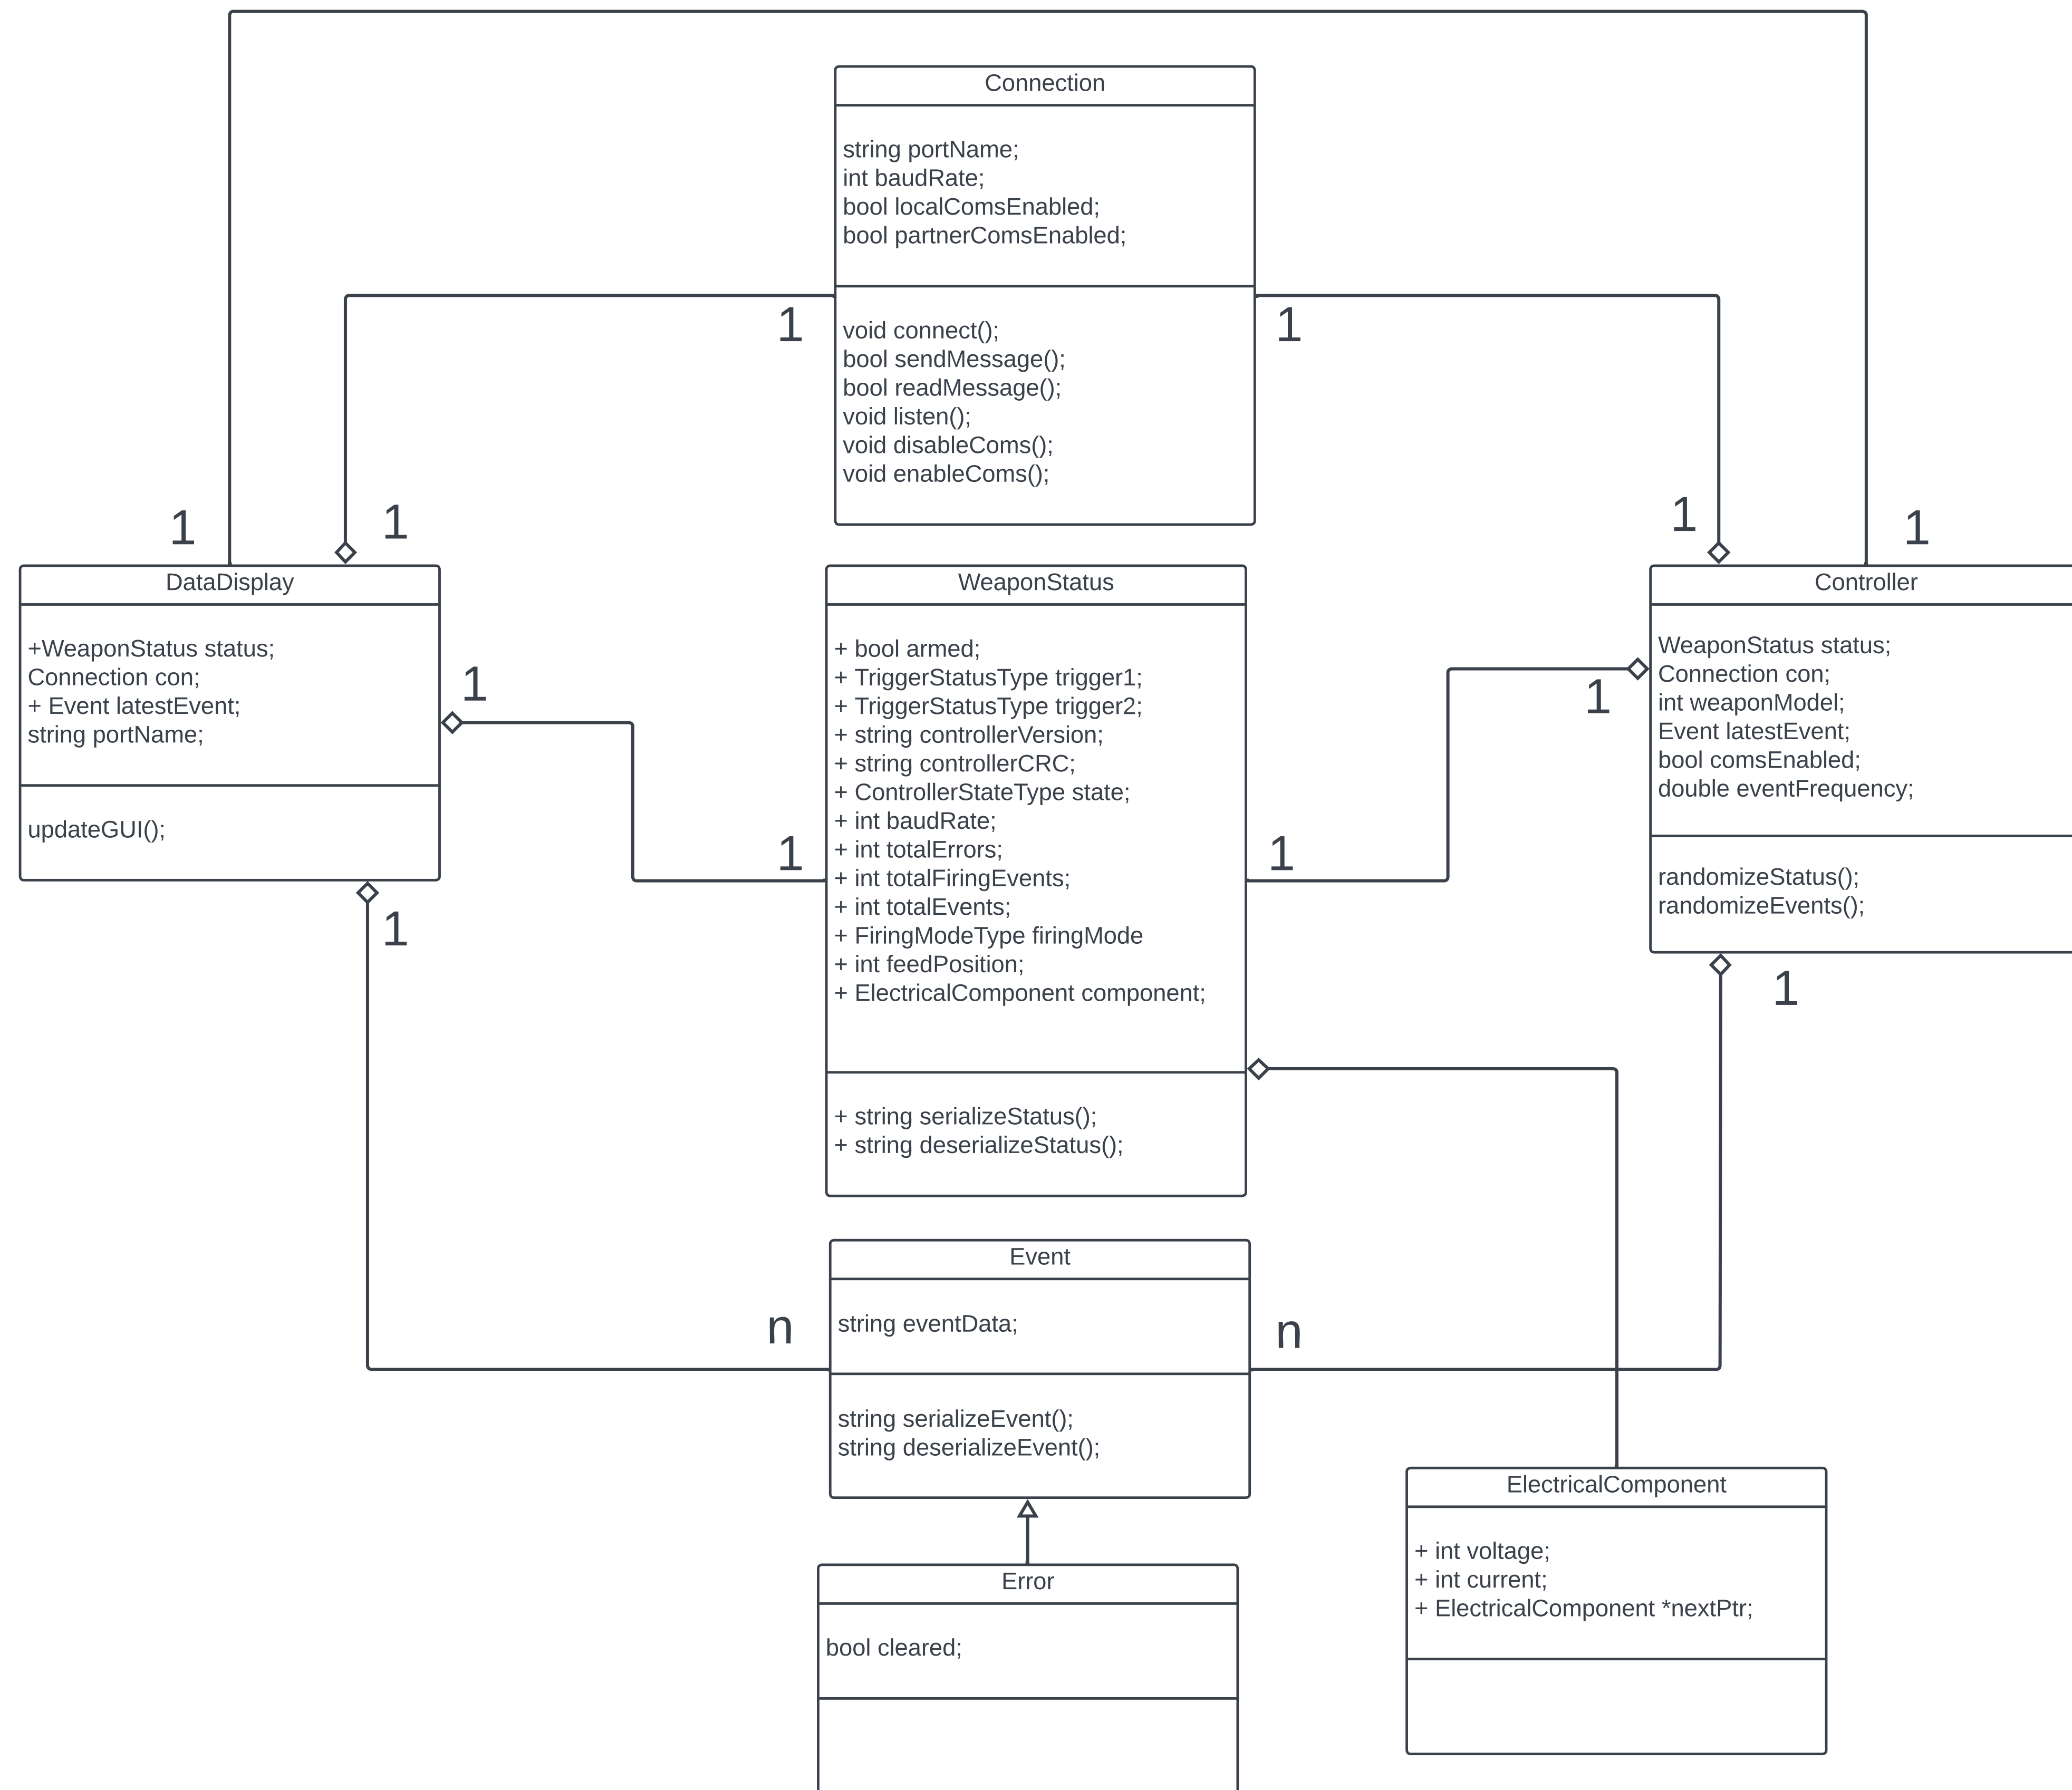 Connection
string portName;
int baudRate;
bool localComsEnabled;
bool partnerComsEnabled;
void connect();
bool sendMessage();
bool readMessage();
void listen();
void disableComs();
void enableComs();
1
1
1
1
1
1
DataDisplay
+WeaponStatus status;
Connection con;
+ Event latestEvent;
string portName;
updateGUI();
1
1
1
WeaponStatus
+ bool armed;
+ TriggerStatusType trigger1;
+ TriggerStatusType trigger2;
+ string controllerVersion;
+ string controllerCRC;
+ ControllerStateType state;
+ int baudRate;
+ int totalErrors;
+ int totalFiringEvents;
+ int totalEvents;
+ FiringModeType firingMode
+ int feedPosition;
+ ElectricalComponent component;
+ string serializeStatus();
+ string deserializeStatus();
1
1
Controller
WeaponStatus status;
Connection con;
int weaponModel;
Event latestEvent;
bool comsEnabled;
double eventFrequency;
randomizeStatus();
randomizeEvents();
1
n
Event
string eventData;
string serializeEvent();
string deserializeEvent();
n
Error
bool cleared;
ElectricalComponent
+ int voltage;
+ int current;
+ ElectricalComponent *nextPtr;